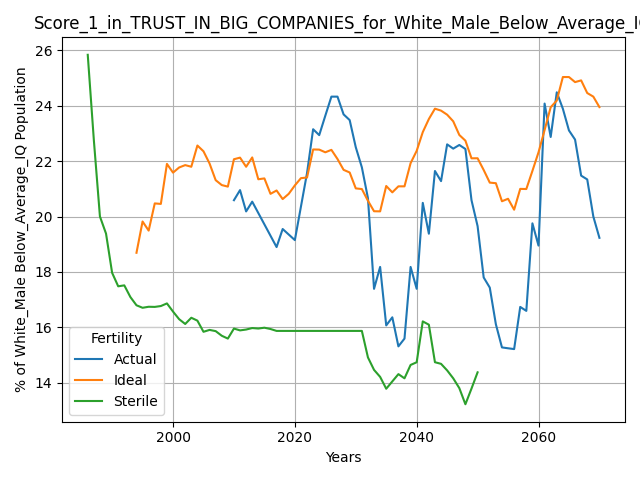 Score_1_in_TRUST_IN_BIG_COMPANIES_for_White_Male_Below_Average_IQ
26
24
22
20
18
16
14
% of White_Male Below_Average_IQ Population
Fertility
Actual
Ideal
Sterile
2000
2020
2040
2060
Years